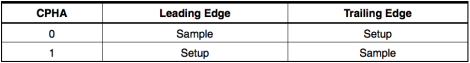 CPHA Leading Edge Trailing Edge
0 Sample Setup
1 Setup Sample